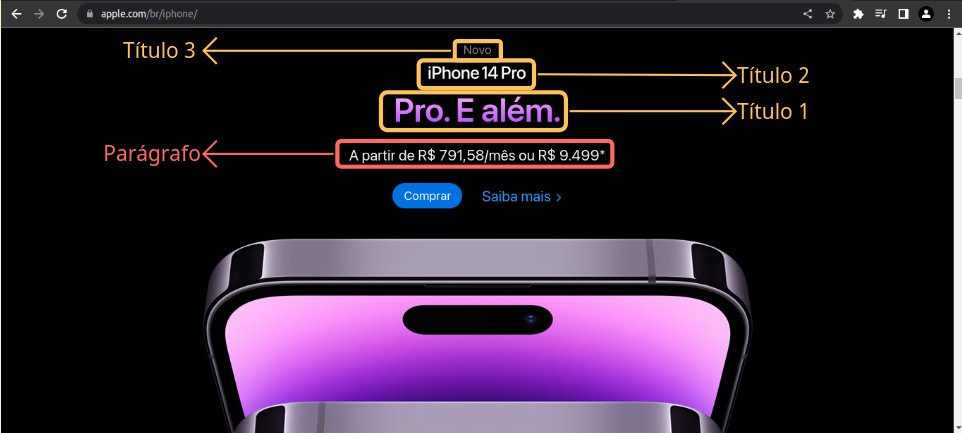 apple.com/br/iphone/
Título 3
Novo
iPhone 14 Pro
Título 2
Pro. E além.
Título 1
Parágrafo
A partir de R$ 791,58/mês ou R$ 9.499*
Comprar
Saiba mais >